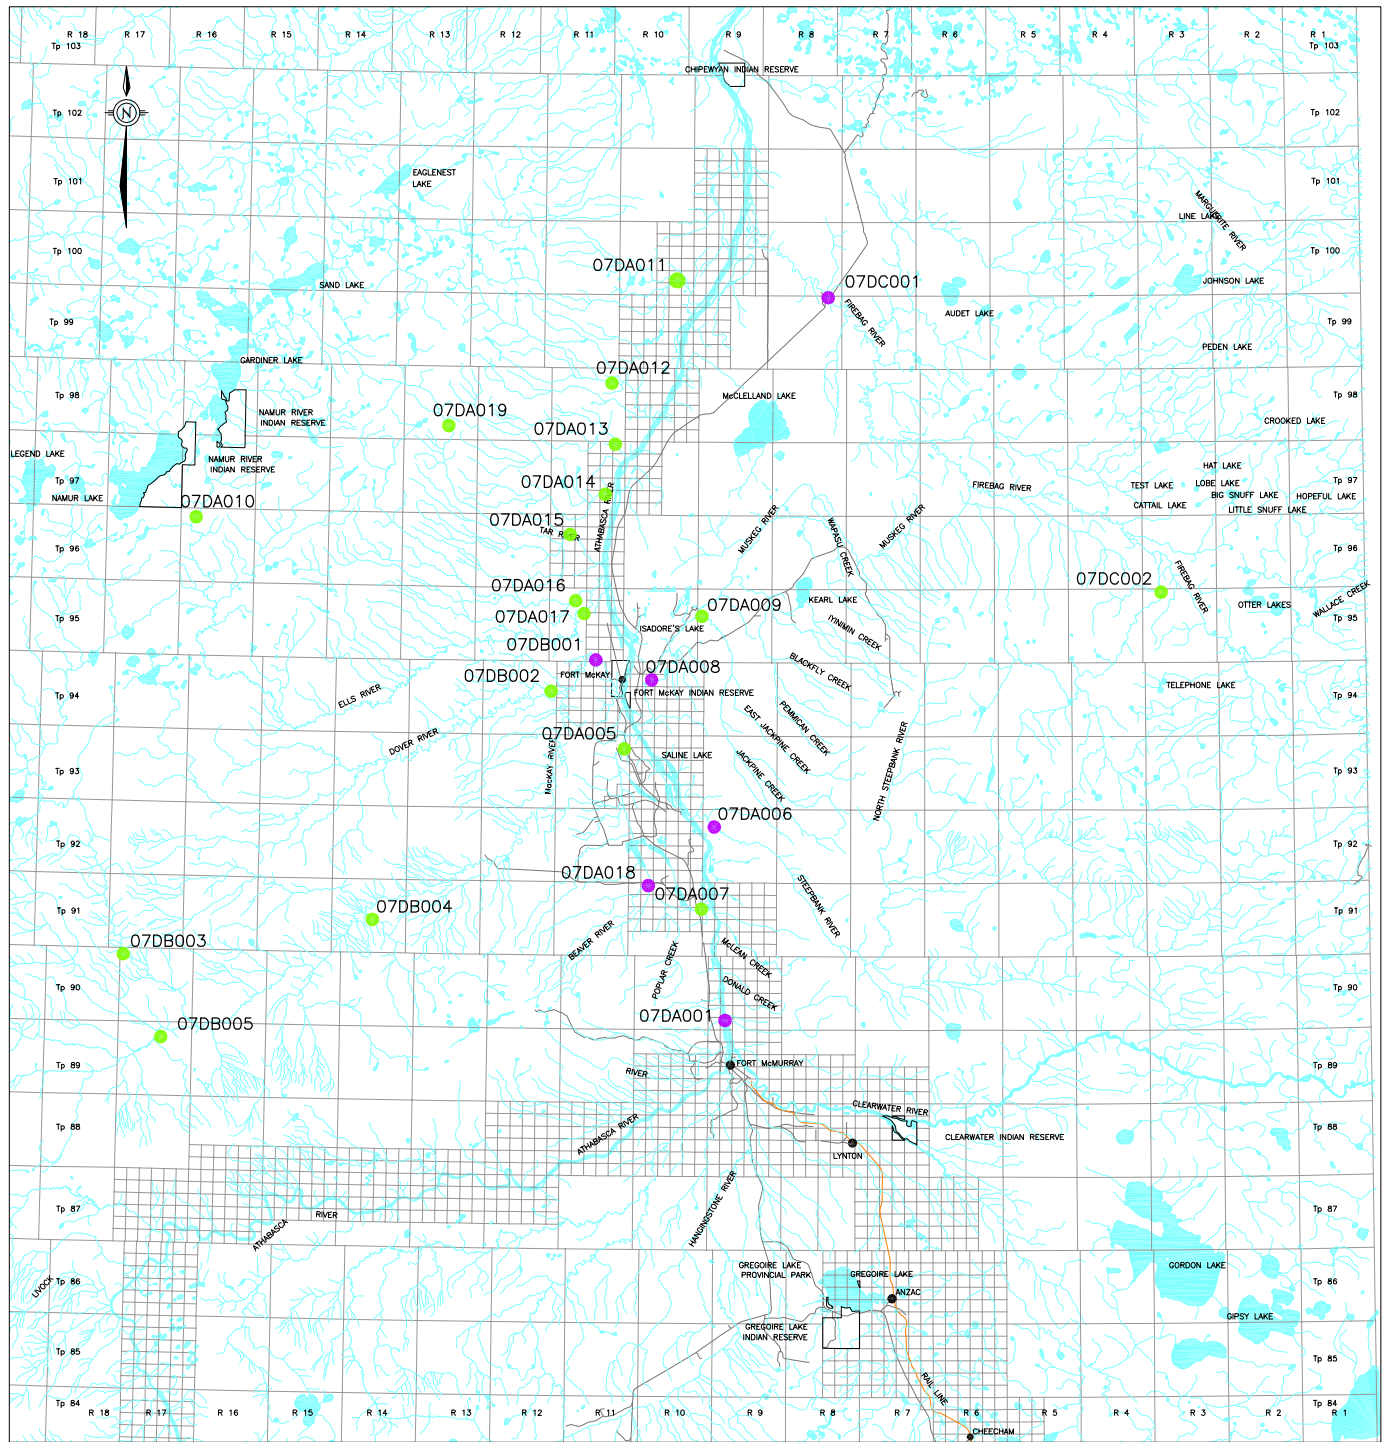 R 18 R 17 R 16 R 15 R 14 R 13 R 12 R 11 R 10 R 9 R 8 R 7 R 6 R 5 R 4 R 3 R 2 R 1
Tp 103 Tp 103
CHIPEWYAN INDIAN RESERVE
N
Tp 102 Tp 102
EAGLENEST
LAKE
Tp 101 Tp 101
MARGUERITE RIVER
LINE LAKE
Tp 100 Tp 100
07DA011
07DC001
SAND LAKE
JOHNSON LAKE
FIREBAG RIVER
AUDET LAKE
Tp 99 Tp 99
PEDEN LAKE
GARDINER LAKE
07DA012
Tp 98 Tp 98
McCLELLAND LAKE
07DA019
NAMUR RIVER
INDIAN RESERVE
CROOKED LAKE
07DA013
LEGEND LAKE
NAMUR RIVER
INDIAN RESERVE
HAT LAKE
Tp 97 Tp 97
TEST LAKE
LOBE LAKE
FIREBAG RIVER
07DA014
NAMUR LAKE
BIG SNUFF LAKE
HOPEFUL LAKE
07DA010
CATTAIL LAKE
LITTLE SNUFF LAKE
ATHABASCA RIVER
07DA015
TAR RIVER
MUSKEG RIVER
WAPASU CREEK
MUSKEG RIVER
Tp 96 Tp 96
07DC002
FIREBAG RIVER
07DA016
KEARL LAKE
OTTER LAKES
WALLACE CREEK
07DA009
07DA017
Tp 95 Tp 95
ISADORE'S LAKE
IYINIMIN CREEK
07DB001
BLACKFLY CREEK
07DA008
FORT McKAY
07DB002
FORT McKAY INDIAN RESERVE
TELEPHONE LAKE
Tp 94 Tp 94
ELLS RIVER
PEMMICAN CREEK
EAST JACKPINE CREEK
07DA005
DOVER RIVER
SALINE LAKE
MacKAY RIVER
JACKPINE CREEK
NORTH STEEPBANK RIVER
Tp 93 Tp 93
07DA006
Tp 92 Tp 92
07DA018
07DA007
STEEPBANK RIVER
07DB004
Tp 91 Tp 91
BEAVER RIVER
07DB003
McLEAN CREEK
POPLAR CREEK
DONALD CREEK
Tp 90 Tp 90
07DA001
07DB005
Tp 89 Tp 89
FORT McMURRAY
RIVER
CLEARWATER RIVER
Tp 88 Tp 88
ATHABASCA RIVER
CLEARWATER INDIAN RESERVE
LYNTON
HANGINGSTONE RIVER
Tp 87 Tp 87
RIVER
ATHABASCA
LIVOCK
GREGOIRE LAKE
PROVINCIAL PARK
GREGOIRE LAKE
GORDON LAKE
Tp 86 Tp 86
ANZAC
GIPSY LAKE
GREGOIRE LAKE
INDIAN RESERVE
Tp 85 Tp 85
RAIL LINE
Tp 84 Tp 84
R 18 R 17 R 16 R 15 R 14 R 13 R 12 R 11 R 10 R 9 R 8 R 7 R 6 R 5 R 4 R 3 R 2 R 1
CHEECHAM